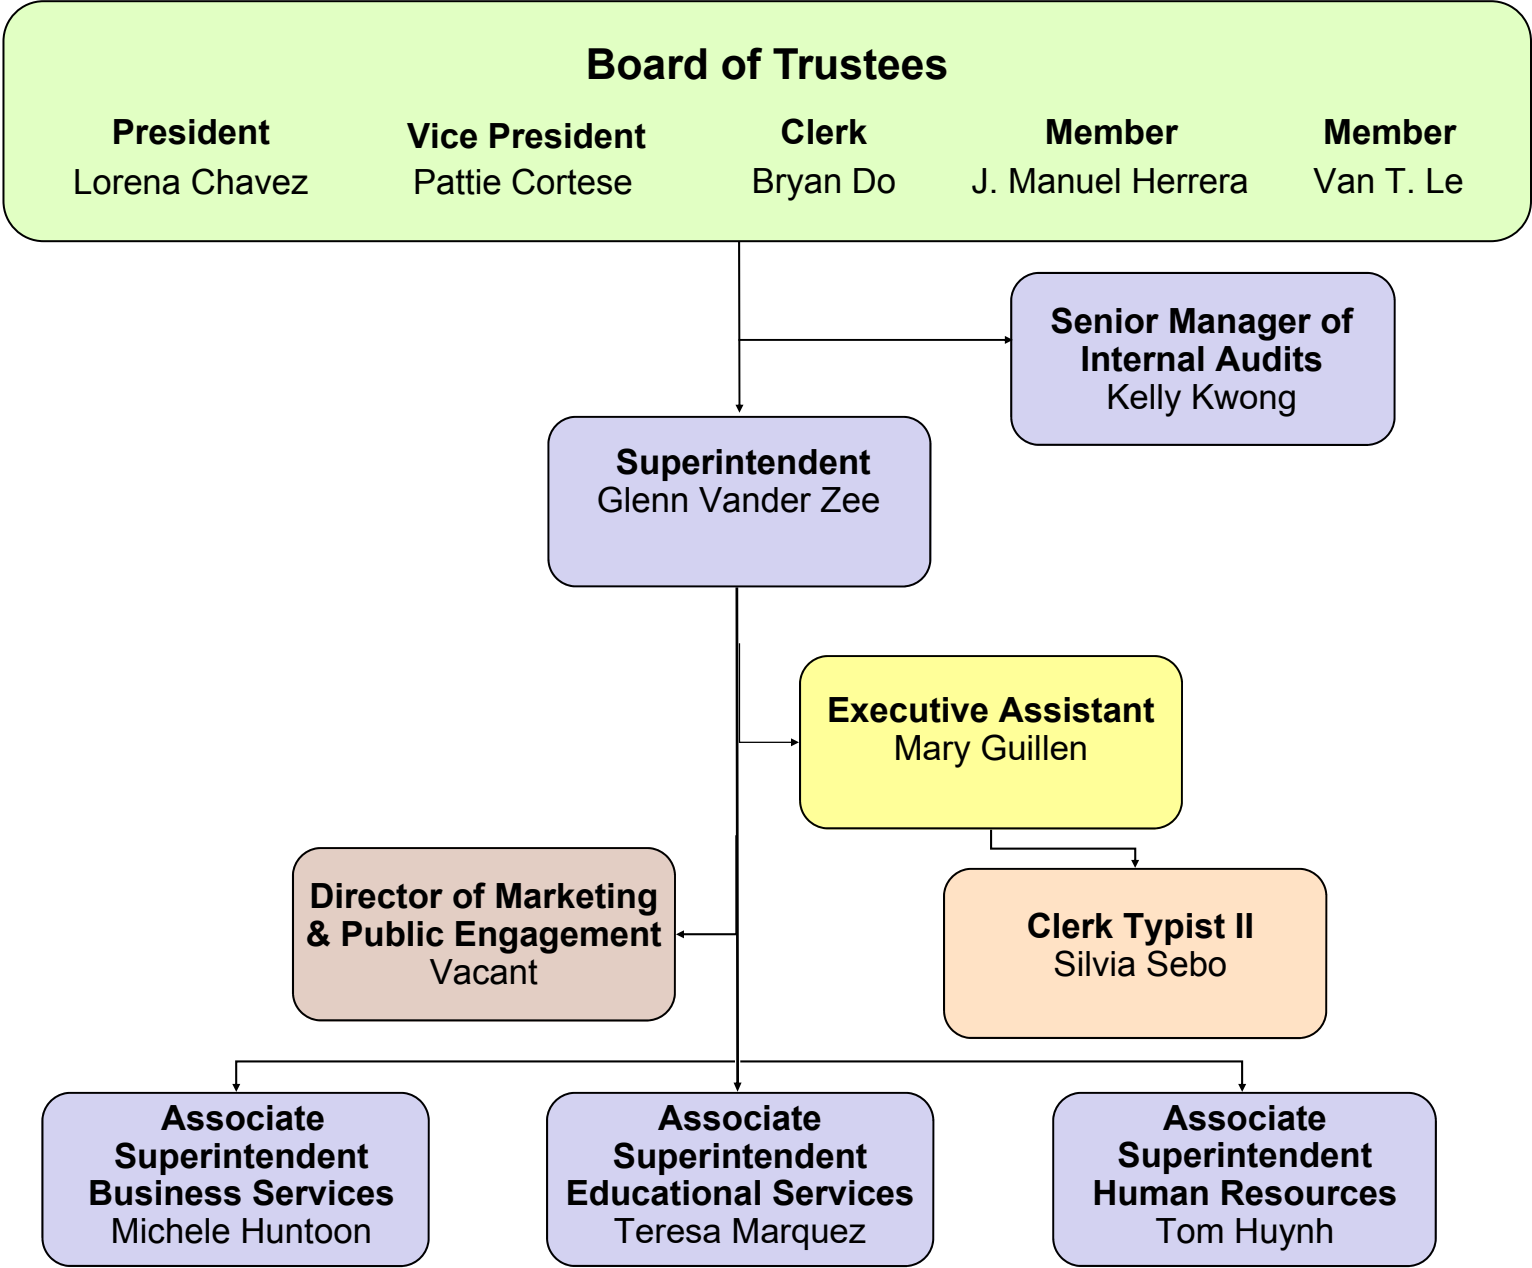 Board of Trustees
President
Lorena Chavez
Vice President
Pattie Cortese
Clerk
Bryan Do
Member
J. Manuel Herrera
Member
Van T. Le
Senior Manager of
Internal Audits
Kelly Kwong
Superintendent
Glenn Vander Zee
Executive Assistant
Mary Guillen
Director of Marketing
& Public Engagement
Vacant
Clerk Typist II
Silvia Sebo
Associate
Superintendent
Business Services
Michele Huntoon
Associate
Superintendent
Educational Services
Teresa Marquez
Associate
Superintendent
Human Resources
Tom Huynh